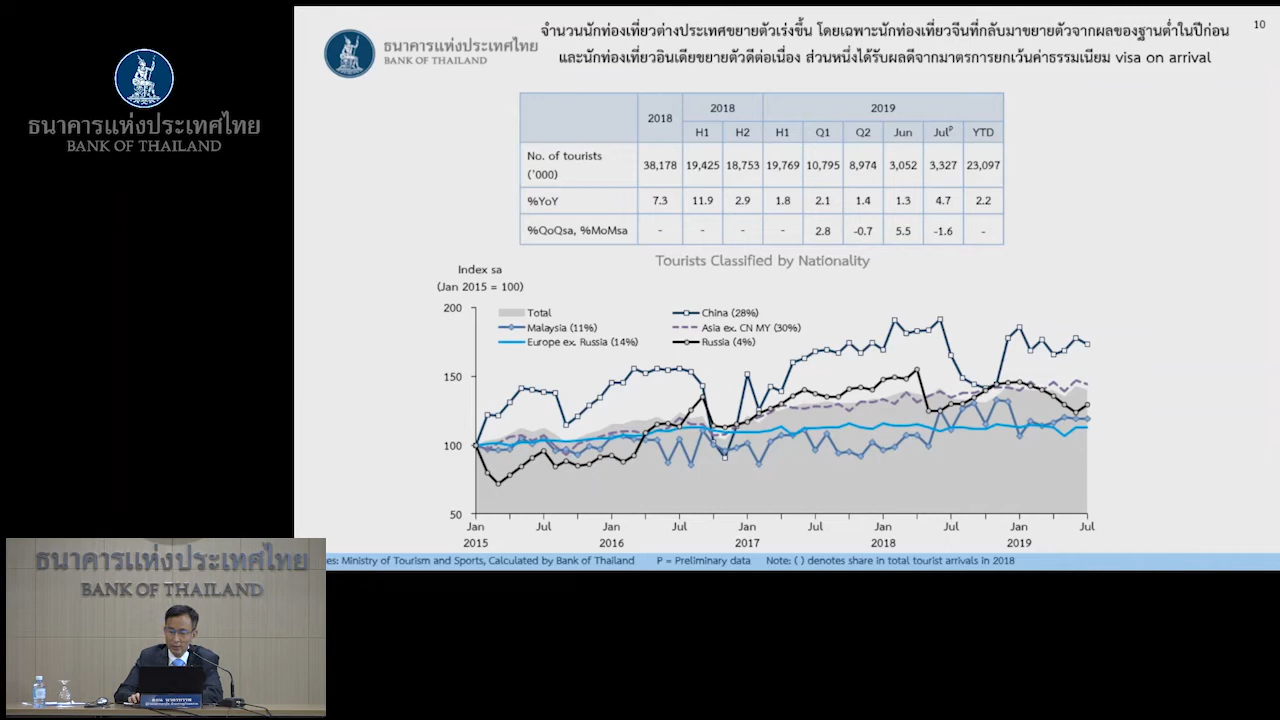 ธนาคารแห่งประเทศไทย
BANK OF THAILAND
ธนาคารแห่งประเทศไทย
BANK OF THAILAND
จำนวนนักท่องเที่ยวต่างประเทศขยายตัวเร่งขึ้น โดยเฉพาะนักท่องเที่ยวจีนที่กลับมาขยายตัวจากผลของฐานต่ำในปีก่อน
และนักท่องเที่ยวอินเดียขยายตัวดีต่อเนื่อง ส่วนหนึ่งได้รับผลดีจากมาตรการยกเว้นค่าธรรมเนียม visa on arrival
10
2018 2018 2019
H1 H2 H1 Q1 Q2 Jun Julᴾ YTD
No. of tourists
('000) 38,178 19,425 18,753 19,769 10,795 8,974 3,052 3,327 23,097
%YoY 7.3 11.9 2.9 1.8 2.1 1.4 1.3 4.7 2.2
%QoQsa, %MoMsa - - - - 2.8 -0.7 5.5 -1.6 -
Tourists Classified by Nationality
Index sa
(Jan 2015 = 100)
Total China (28%)
Malaysia (11%) Asia ex. CN MY (30%)
Europe ex. Russia (14%) Russia (4%)
200
150
100
50
Jan Jul Jan Jul Jan Jul Jan Jul Jan Jul
2015 2016 2017 2018 2019
es: Ministry of Tourism and Sports, Calculated by Bank of Thailand P = Preliminary data Note: ( ) denotes share in total tourist arrivals in 2018
ธนาคารแห่งประเทศไทย
BANK OF THAILAND